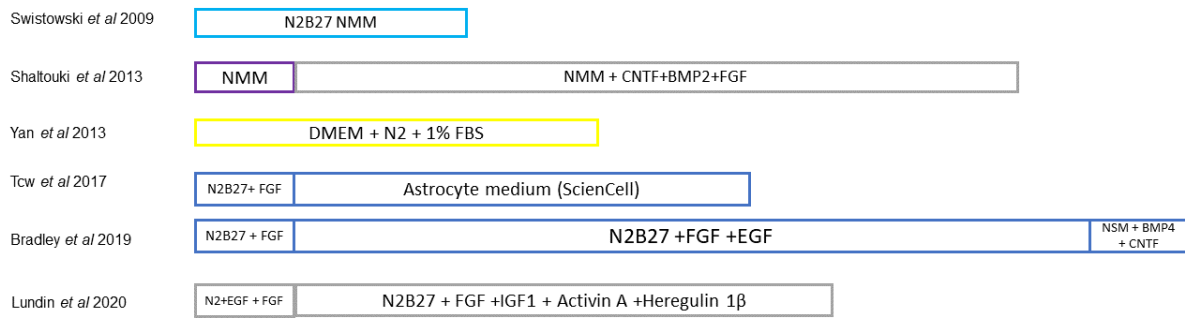 Swistowski et al 2009
N2B27 NMM
Shaltouki et al 2013
NMM
NMM + CNTF+BMP2+FGF
Yan et al 2013
DMEM + N2 + 1% FBS
Tcw et al 2017
N2B27+ FGF
Astrocyte medium (ScienCell)
Bradley et al 2019
N2B27 + FGF
N2B27 +FGF +EGF
NSM + BMP4
+ CNTF
Lundin et al 2020
N2+EGF + FGF
N2B27 + FGF +IGF1 + Activin A +Heregulin 1β